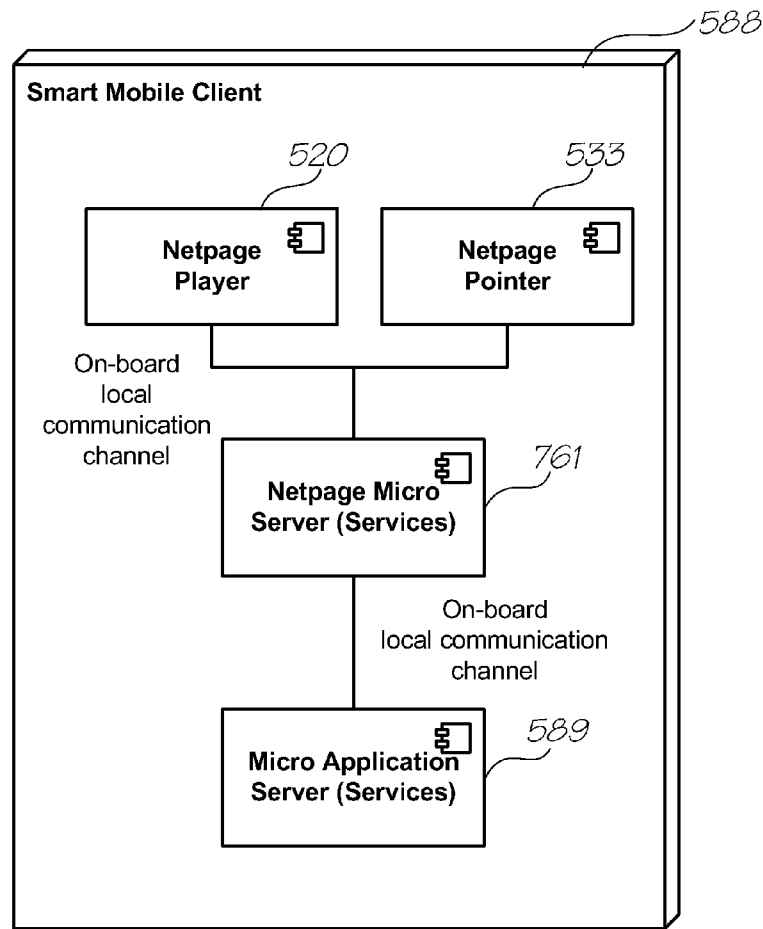 588
Smart Mobile Client
520
533
Netpage
Player
Netpage
Pointer
On-board
local
communication
channel
761
Netpage Micro
Server (Services)
On-board
local communication
channel
589
Micro Application
Server (Services)